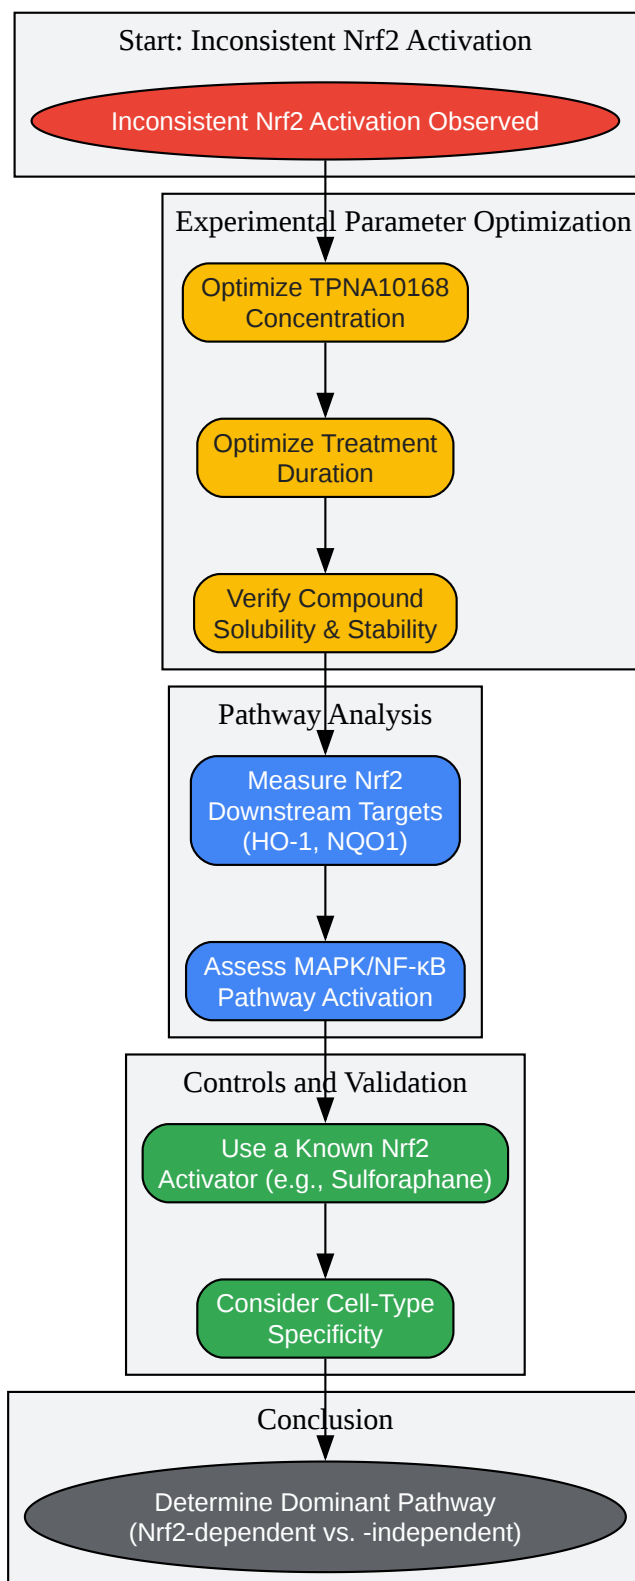 Start: Inconsistent Nrf2 Activation
Inconsistent Nrf2 Activation Observed
Experimental Parameter Optimization
Optimize TPNA10168
Concentration
Optimize Treatment
Duration
Verify Compound
Solubility & Stability
Pathway Analysis
Measure Nrf2
Downstream Targets
(HO-1, NQO1)
Assess MAPK/NF-κB
Pathway Activation
Controls and Validation
Use a Known Nrf2
Activator (e.g., Sulforaphane)
Consider Cell-Type
Specificity
Conclusion
Determine Dominant Pathway
(Nrf2-dependent vs. -independent)